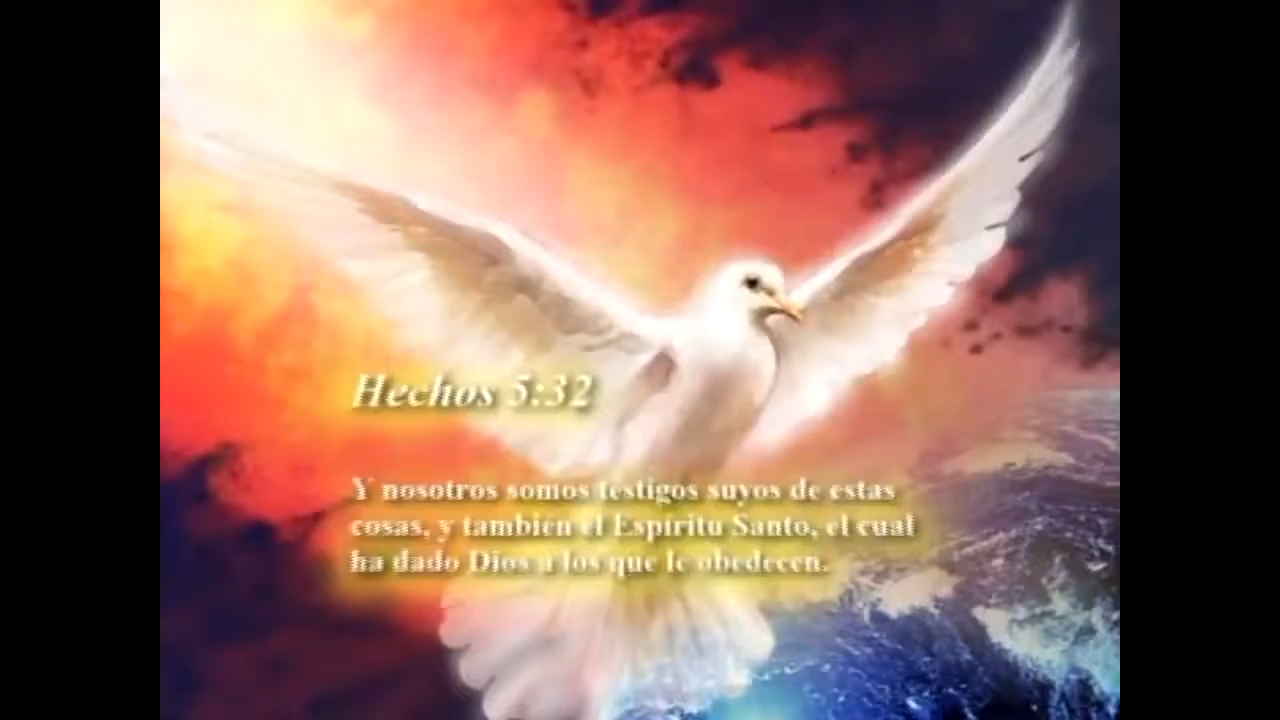 Hechos 5:32
Y nosotros somos testigos suyos de estas
cosas, y también el Espíritu Santo, el cual
ha dado Dios a los que le obedecen.